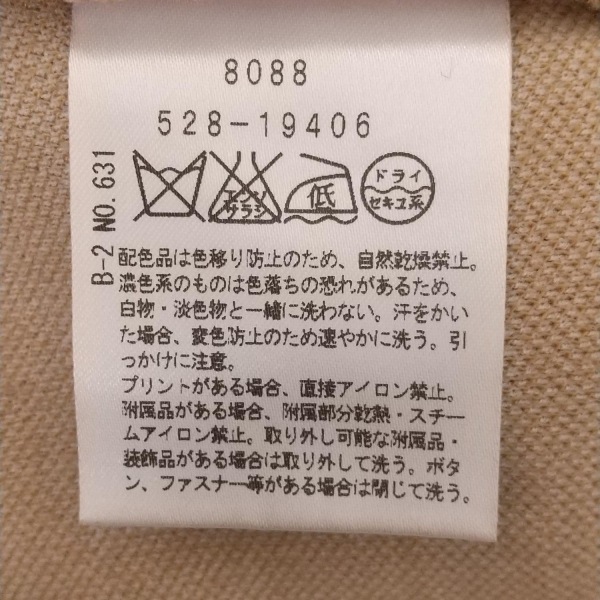 8088
528-19406
B-2 NO.631
エンソ
サラシ
低
ドライ
セキユ系
配色品は色移り防止のため、自然乾燥禁止。
濃色系のものは色落ちの恐れがあるため、
白物・淡色物と一緒に洗わない。汗をかい
た場合、変色防止のため速やかに洗う。引
っかけに注意。
プリントがある場合、直接アイロン禁止。
附属品がある場合、附属部分乾熱・スチー
ムアイロン禁止。取り外し可能な附属品・
装飾品がある場合は取り外して洗う。ボタ
ン、ファスナー等がある場合は閉じて洗う。